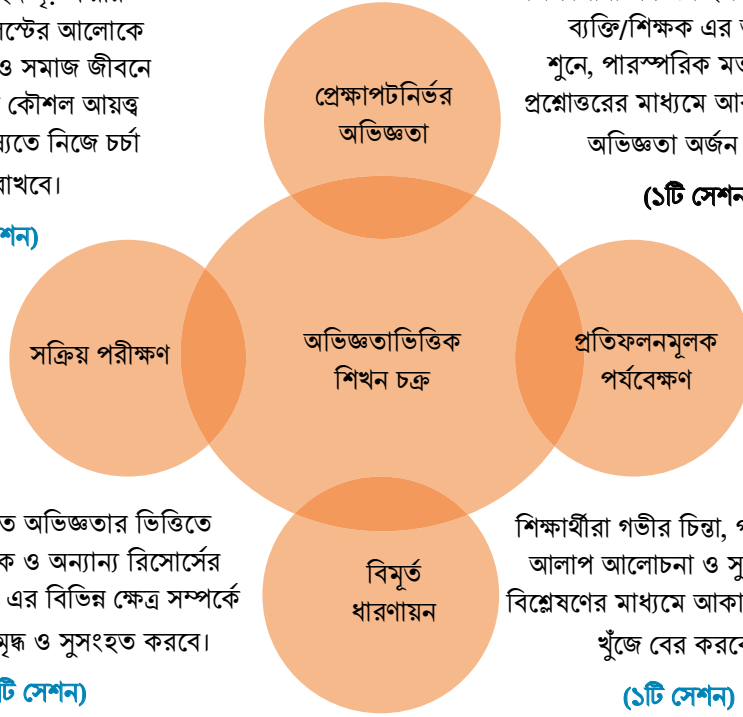 স্টের আলোকে
ও সমাজ জীবনে
কৌশল আয়ত্ত
তে নিজে চর্চা
রাখবে।
শন)
প্রেক্ষাপটনির্ভর
অভিজ্ঞতা
ব্যক্তি/শিক্ষক এর
শুনে, পারস্পরিক
প্রশ্নোত্তরের মাধ্যমে
অভিজ্ঞতা অর্জন
(১টি সেশন
সক্রিয় পরীক্ষণ
অভিজ্ঞতাভিত্তিক
শিখন চক্র
প্রতিফলনমূলক
পর্যবেক্ষণ
ত অভিজ্ঞতার ভিত্তিতে
ক ও অন্যান্য রিসোর্সের
এর বিভিন্ন ক্ষেত্র সম্পর্কে
মৃদ্ধ ও সুসংহত করবে।
টি সেশন)
বিমূর্ত
ধারণায়ন
শিক্ষার্থীরা গভীর চিন্তা,
আলাপ আলোচনা ও
বিশ্লেষণের মাধ্যমে
খুঁজে বের করবে
(১টি সেশন)